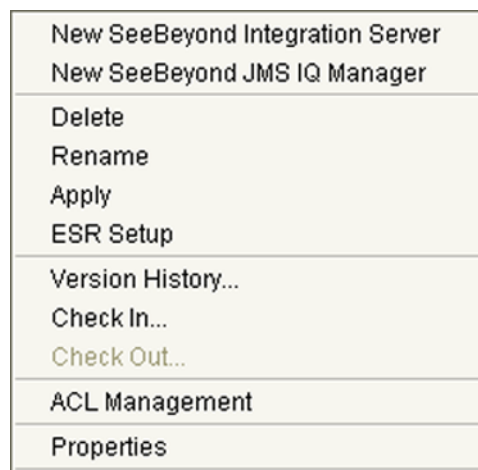 New SeeBeyond Integration Server
New SeeBeyond JMS IQ Manager
Delete
Rename
Apply
ESR Setup
Version History...
Check In...
Check Out...
ACL Management
Properties